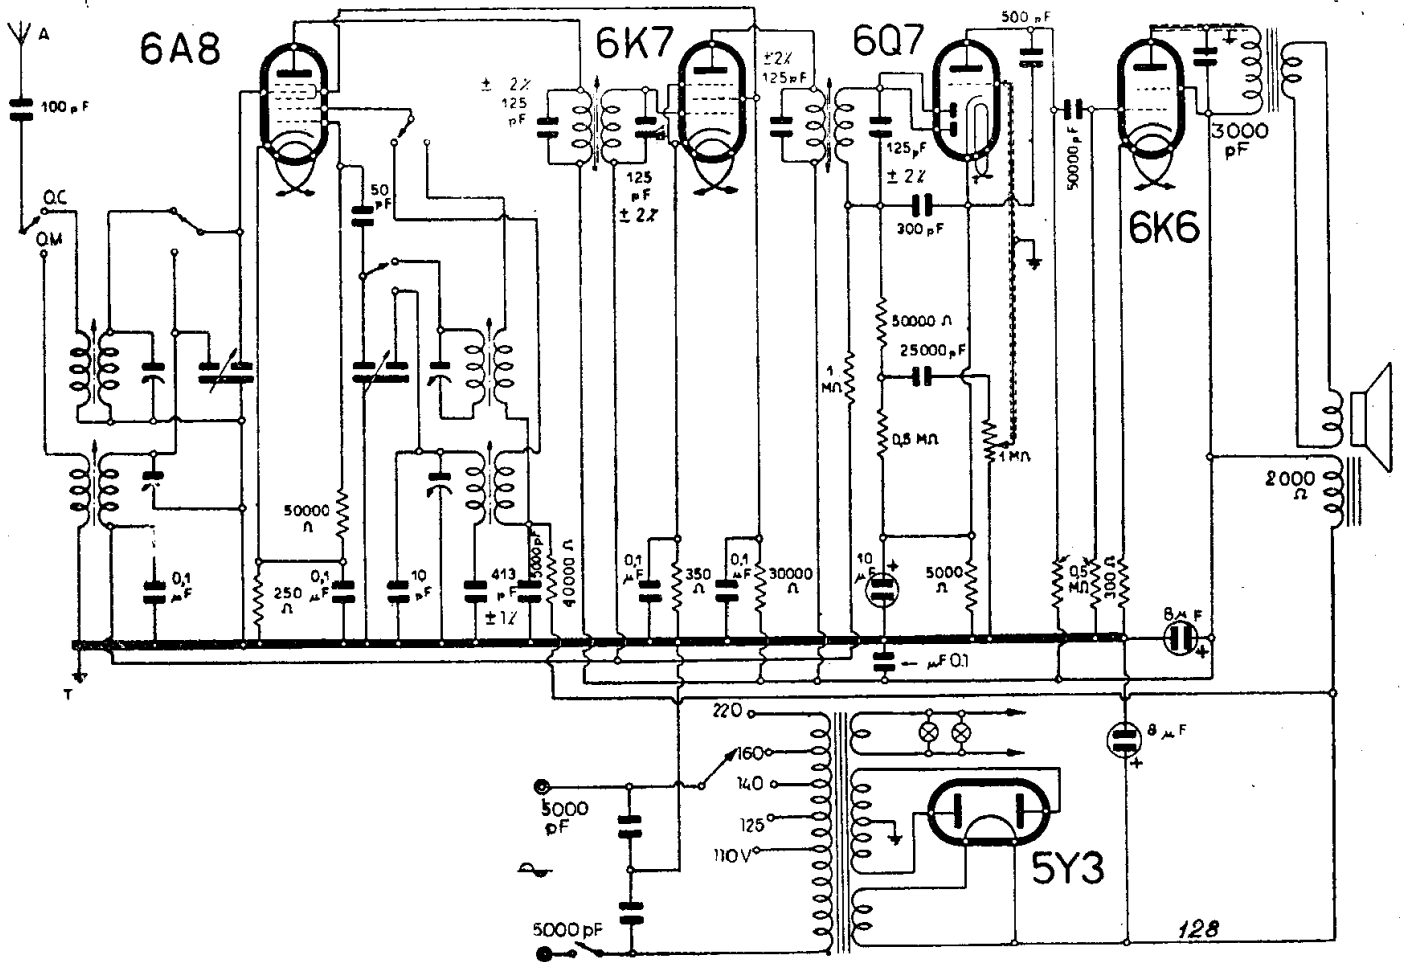 A
100 pF
O.C.
O.M
6A8
50
pF
± 2%
125
pF
6K7
125
pF
± 2%
±2%
125pF
6Q7
125pF
± 2%
300 pF
500 pF
50000 pF
6K6
3000
pF
50000 Ω
25000 pF
1
MΩ
0,5 MΩ
1 MΩ
2000
Ω
50000
Ω
0,1
µF
250
Ω
0,1
µF
10
pF
413
pF
± 1%
5000pF
40000 Ω
0,1
µF
350
Ω
0,1
µF
30000
Ω
10
µF
5000
Ω
0,5
MΩ
300 Ω
8µF
+
µF 0.1
T
220
160
140
125
110V
5000
pF
5000 pF
8 µF
+
5Y3
128